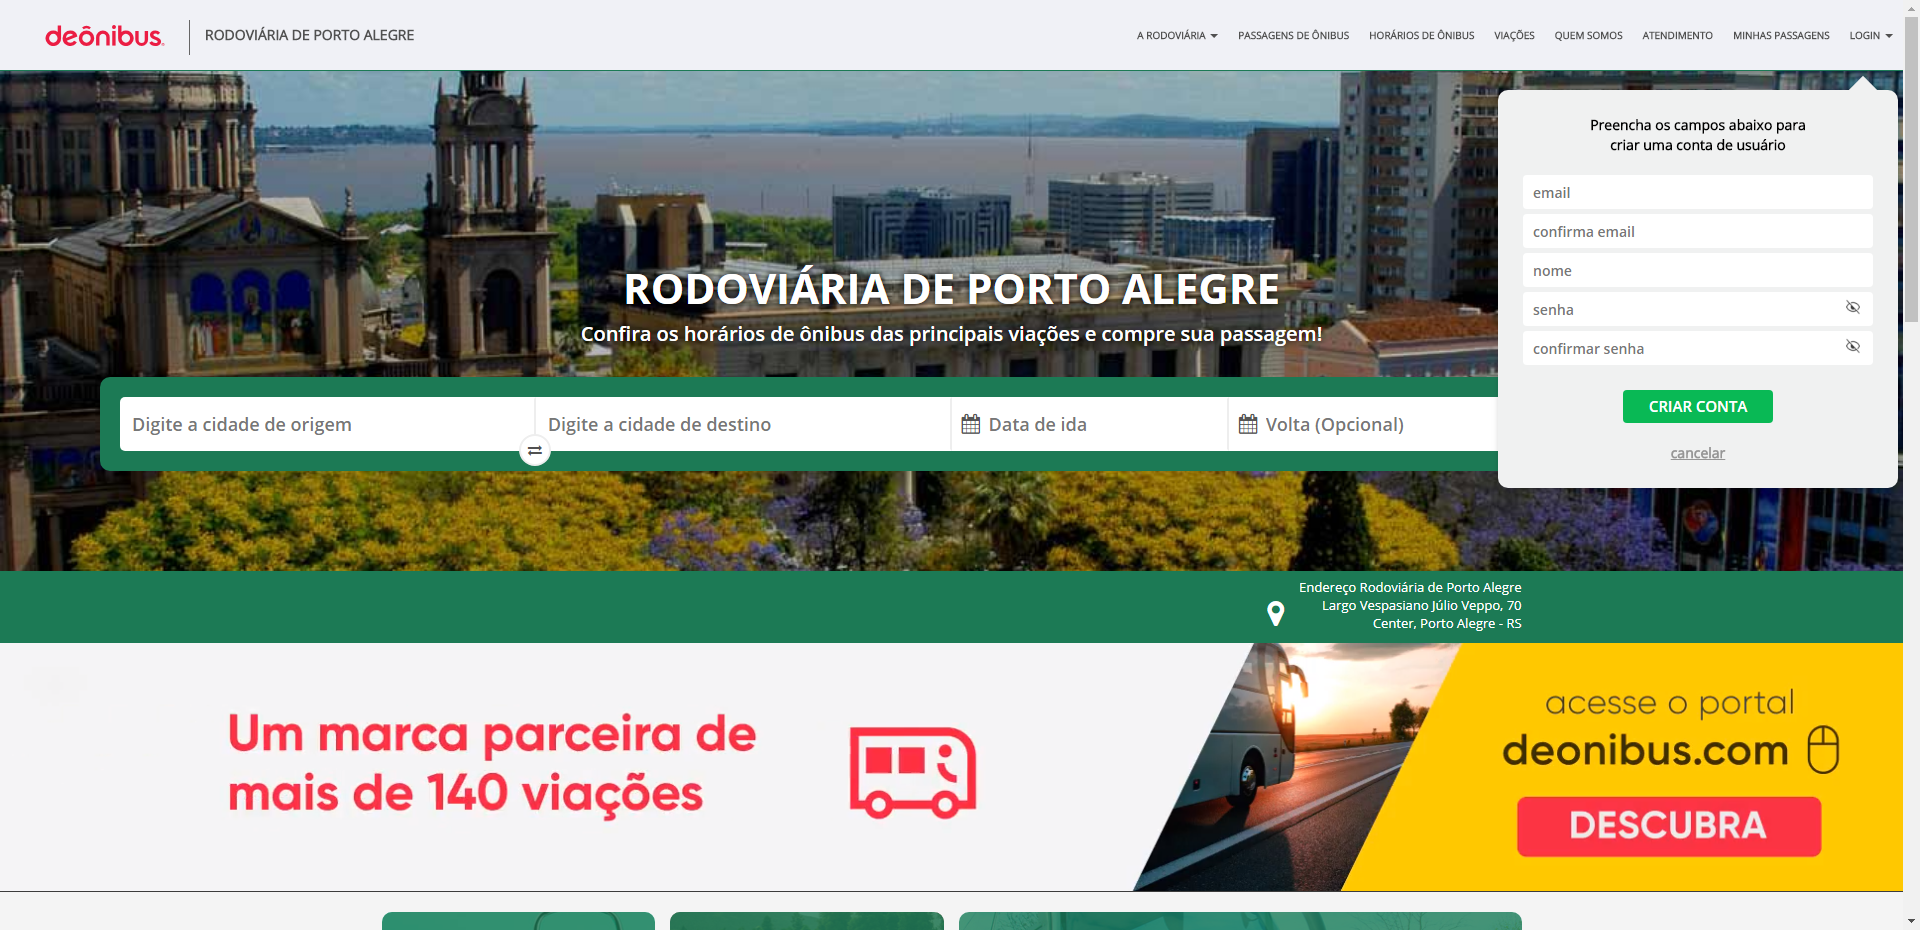 deônibus.
RODOVIÁRIA DE PORTO ALEGRE
A RODOVIÁRIA
PASSAGENS DE ÔNIBUS
HORÁRIOS DE ÔNIBUS
VIAÇÕES
QUEM SOMOS
ATENDIMENTO
MINHAS PASSAGENS
LOGIN
Preencha os campos abaixo para
criar uma conta de usuário
email
confirma email
nome
senha
confirmar senha
CRIAR CONTA
cancelar
RODOVIÁRIA DE PORTO ALEGRE
Confira os horários de ônibus das principais viações e compre sua passagem!
Digite a cidade de origem
Digite a cidade de destino
Data de ida
Volta (Opcional)
Endereço Rodoviária de Porto Alegre
Largo Vespasiano Júlio Veppo, 70
Center, Porto Alegre - RS
Um marca parceira de
mais de 140 viações
acesse o portal
deonibus.com
DESCUBRA